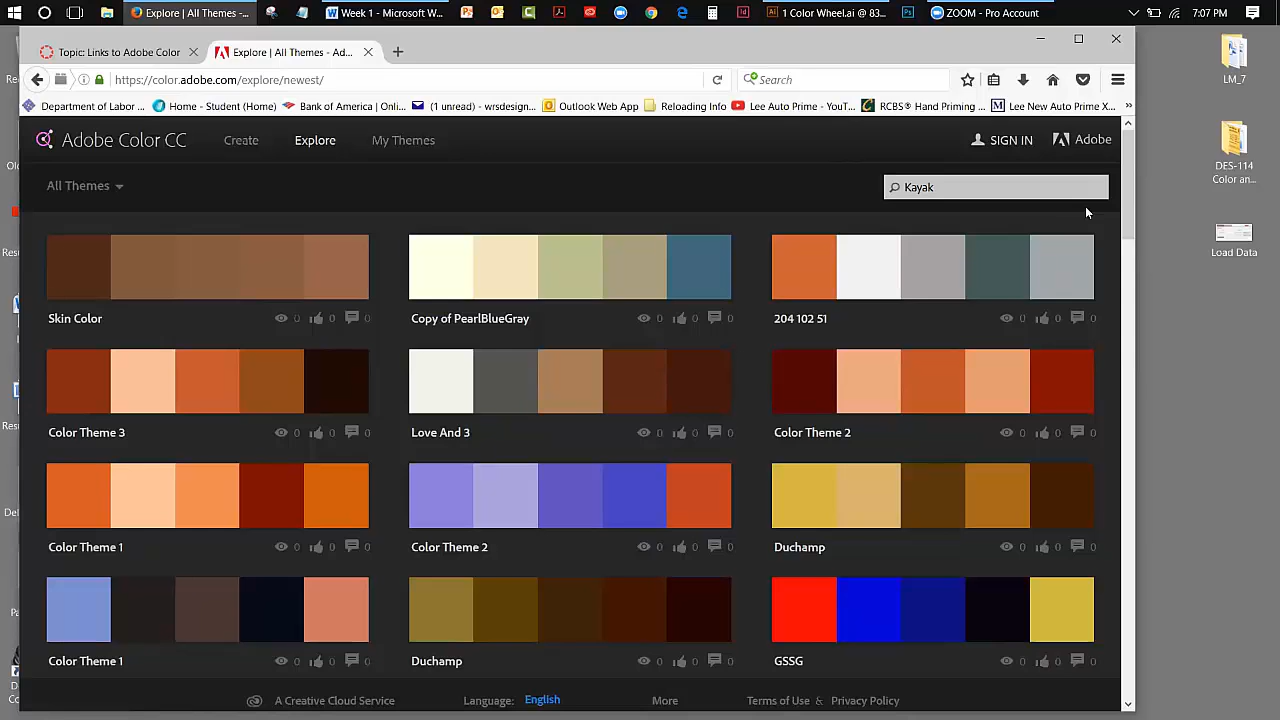 Explore | All Themes -...
Week 1 - Microsoft W...
1 Color Wheel.ai @ 83...
ZOOM - Pro Account
7:07 PM
Topic: Links to Adobe Color
Explore | All Themes - Ad...
https://color.adobe.com/explore/newest/
Search
Department of Labor ...
Home - Student (Home)
Bank of America | Onli...
(1 unread) - wrsdesign...
Outlook Web App
Reloading Info
Lee Auto Prime - YouT...
RCBS® Hand Priming ...
Lee New Auto Prime X...
Adobe Color CC
Create
Explore
My Themes
SIGN IN
Adobe
All Themes
Kayak
Skin Color
0 0 0
Copy of PearlBlueGray
0 0 0
204 102 51
0 0 0
Color Theme 3
0 0 0
Love And 3
0 0 0
Color Theme 2
0 0 0
Color Theme 1
0 0 0
Color Theme 2
0 0 0
Duchamp
0 0 0
Color Theme 1
0 0 0
Duchamp
0 0 0
GSSG
0 0 0
A Creative Cloud Service
Language: English
More
Terms of Use & Privacy Policy
LM_7
DES-114
Color an...
Load Data